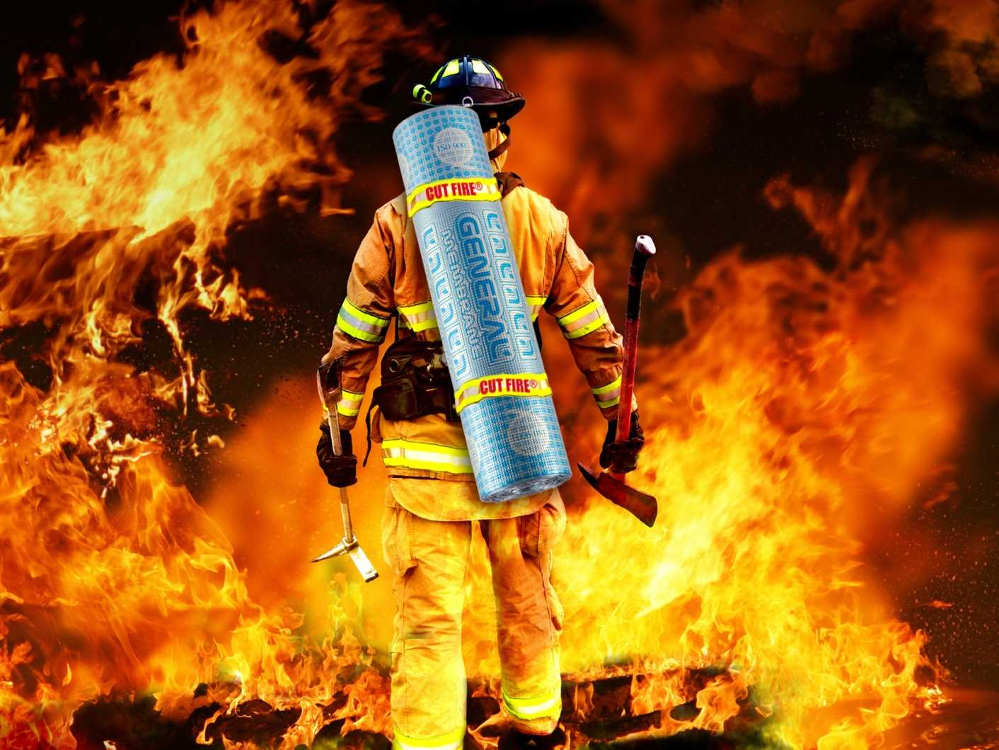 ISO 9001
CUT FIRE®
GENERAL
MEMBRANE
CUT FIRE®